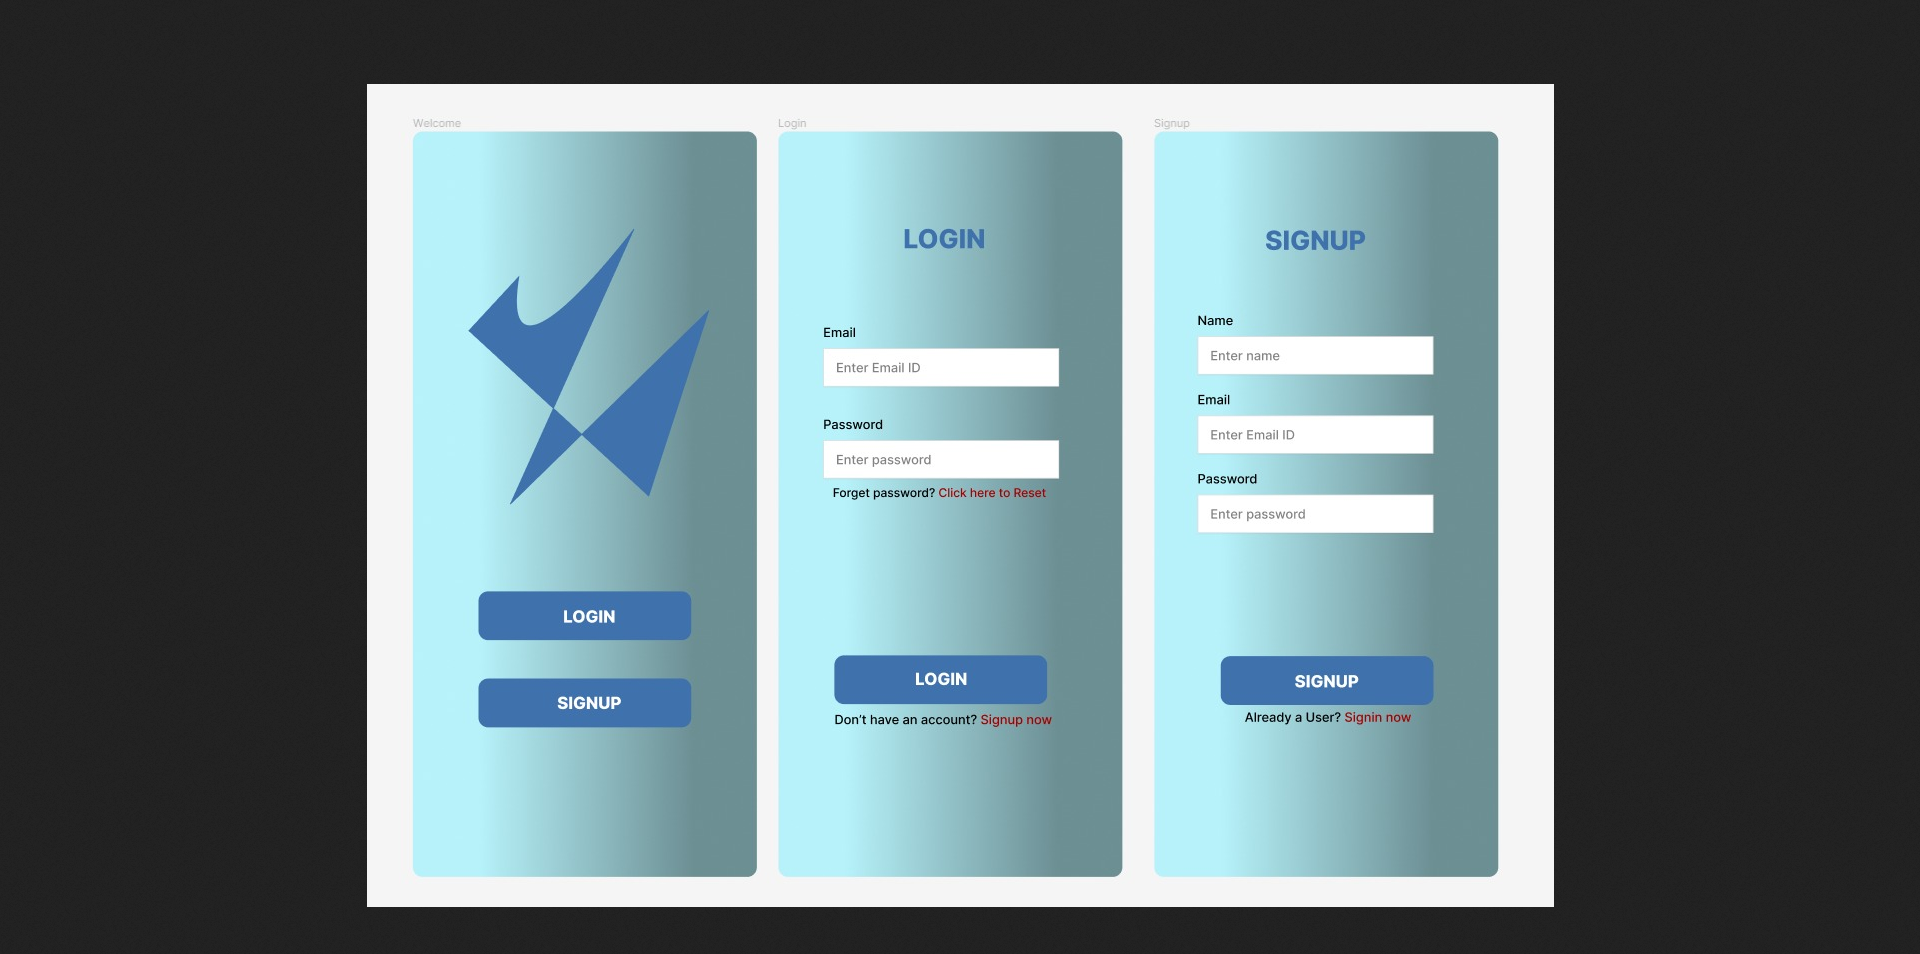 Welcome
LOGIN
SIGNUP
Login
LOGIN
Email
Enter Email ID
Password
Enter password
Forget password? Click here to Reset
LOGIN
Don't have an account? Signup now
Signup
SIGNUP
Name
Enter name
Email
Enter Email ID
Password
Enter password
SIGNUP
Already a User? Signin now